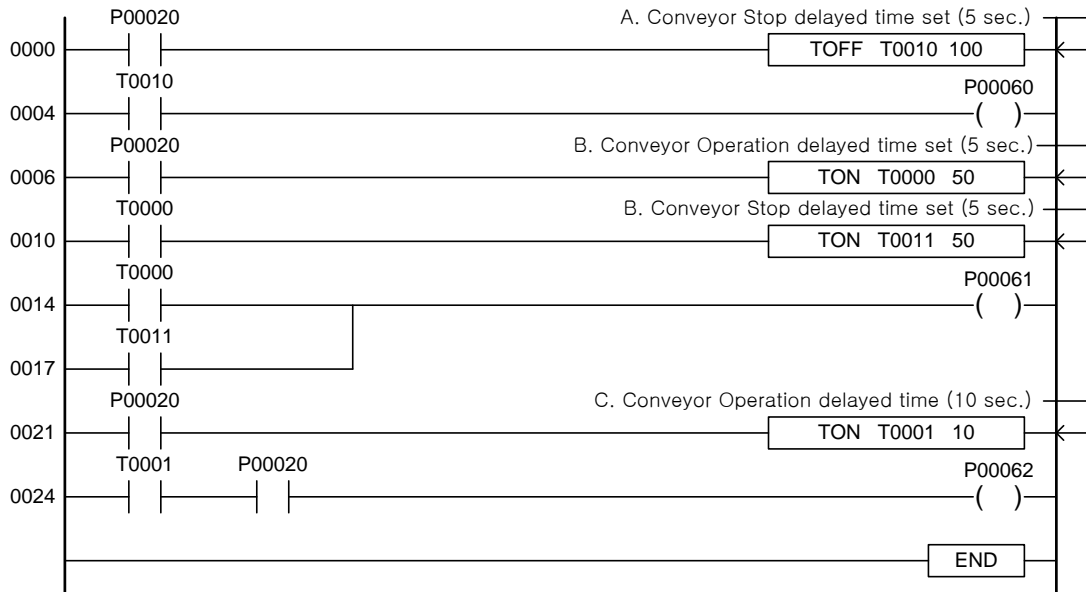 P00020
A. Conveyor Stop delayed time set (5 sec.)
0000
TOFF T0010 100
T0010
P00060
0004
( )
P00020
B. Conveyor Operation delayed time set (5 sec.)
0006
TON T0000 50
T0000
B. Conveyor Stop delayed time set (5 sec.)
0010
TON T0011 50
T0000
P00061
0014
( )
T0011
0017
P00020
C. Conveyor Operation delayed time (10 sec.)
0021
TON T0001 10
T0001 P00020
P00062
0024
( )
END